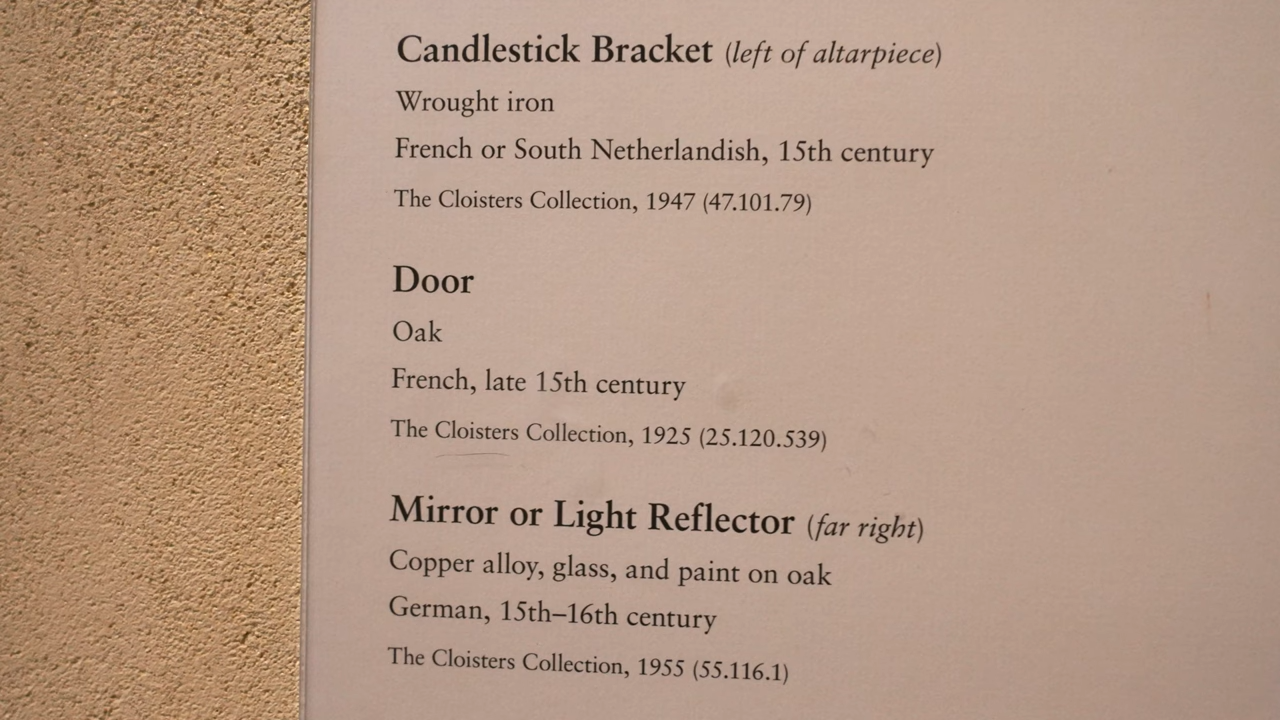 Candlestick Bracket (left of altarpiece)
Wrought iron
French or South Netherlandish, 15th century
The Cloisters Collection, 1947 (47.101.79)
Door
Oak
French, late 15th century
The Cloisters Collection, 1925 (25.120.539)
Mirror or Light Reflector (far right)
Copper alloy, glass, and paint on oak
German, 15th–16th century
The Cloisters Collection, 1955 (55.116.1)